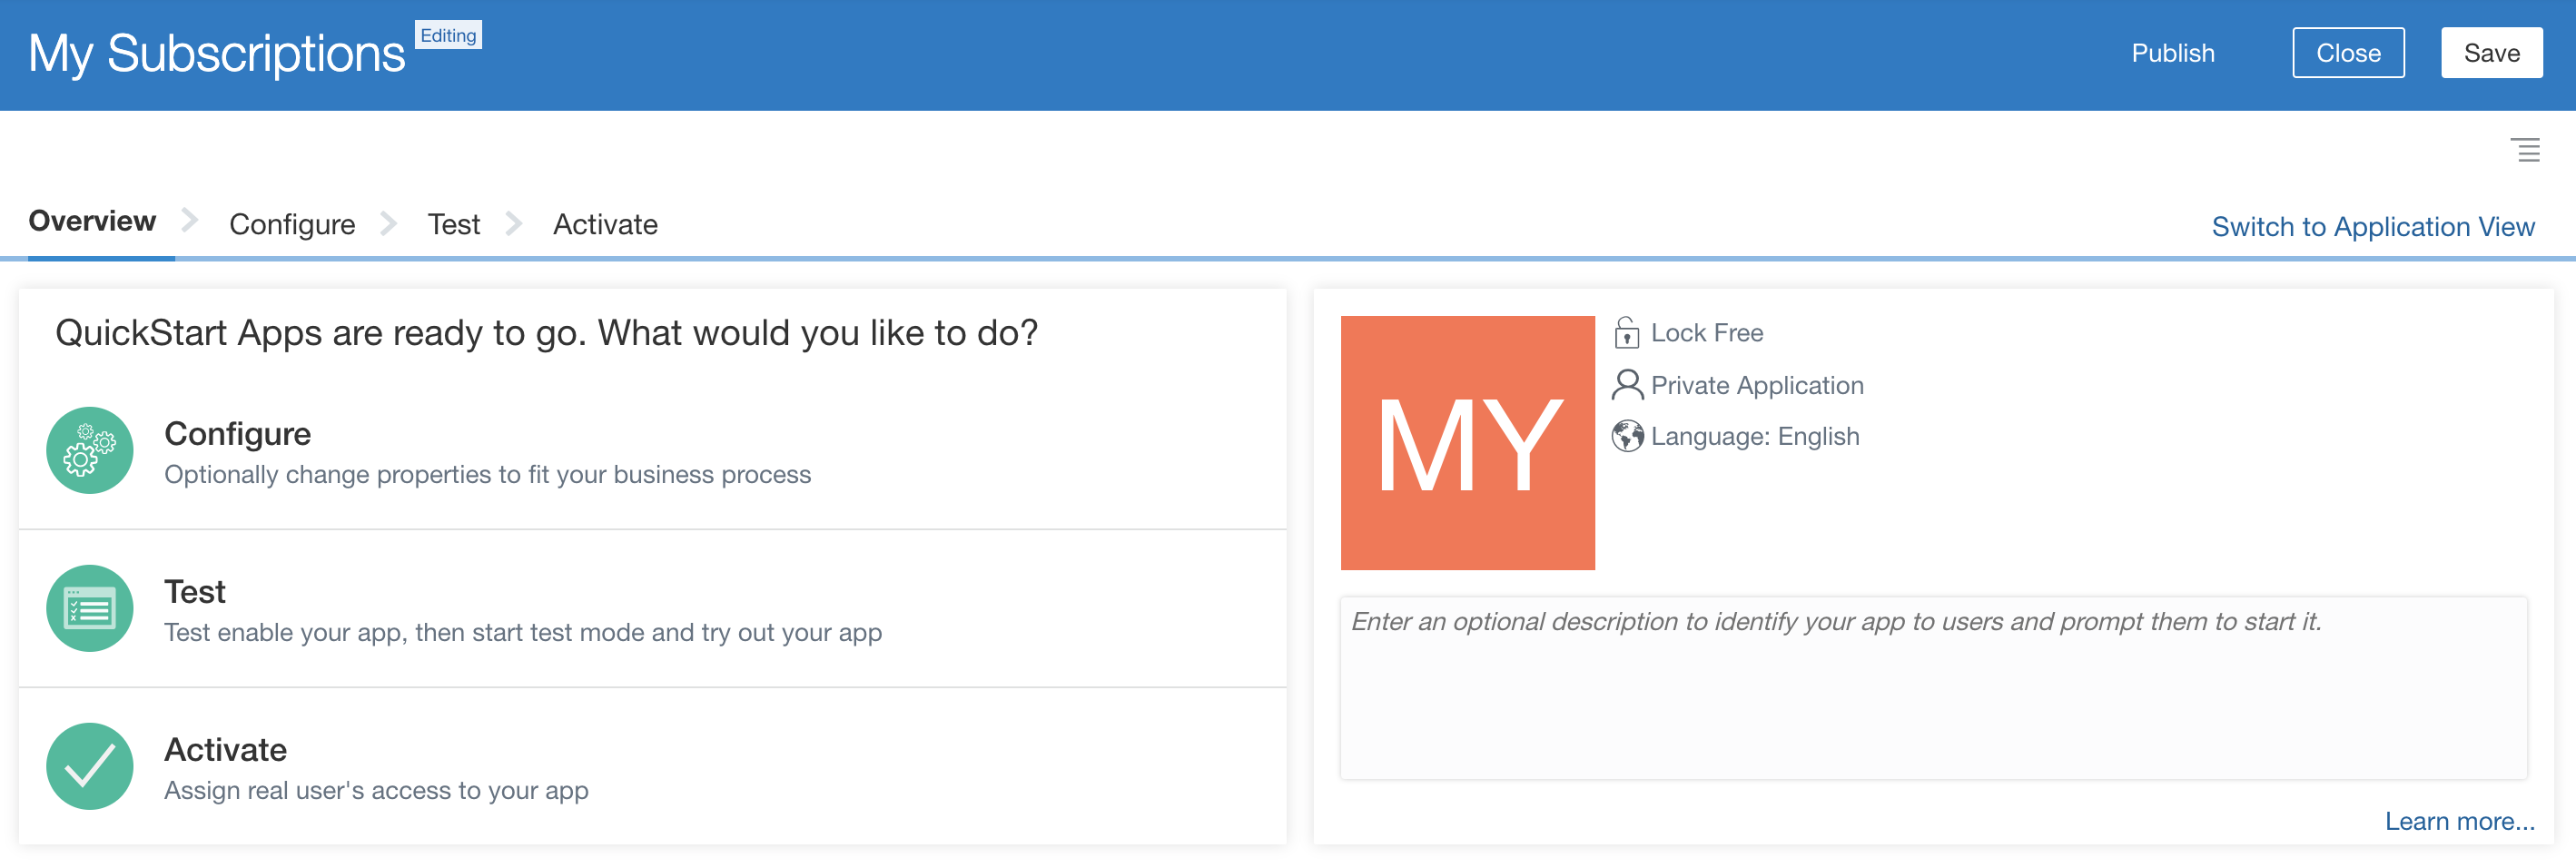 My Subscriptions Editing
Publish
Close
Save
Overview
Configure
Test
Activate
Switch to Application View
QuickStart Apps are ready to go. What would you like to do?
Configure
Optionally change properties to fit your business process
Test
Test enable your app, then start test mode and try out your app
Activate
Assign real user's access to your app
MY
Lock Free
Private Application
Language: English
Enter an optional description to identify your app to users and prompt them to start it.
Learn more...